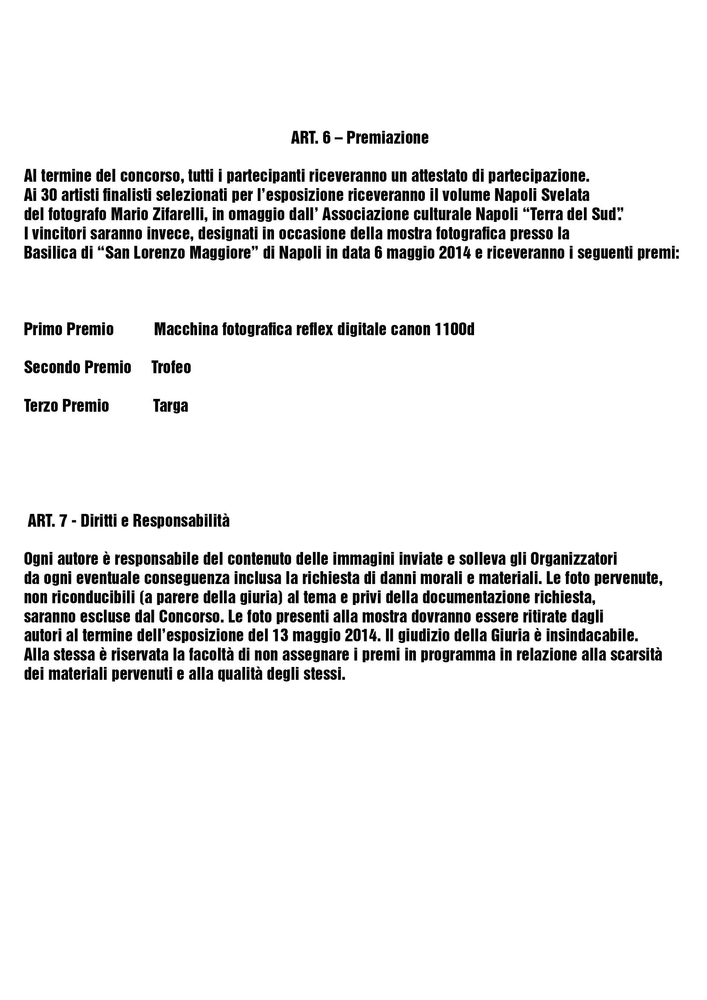 ART. 6 – Premiazione
Al termine del concorso, tutti i partecipanti riceveranno un attestato di partecipazione.
Ai 30 artisti finalisti selezionati per l’esposizione riceveranno il volume Napoli Svelata
del fotografo Mario Zifarelli, in omaggio dall’ Associazione culturale Napoli “Terra del Sud”.
I vincitori saranno invece, designati in occasione della mostra fotografica presso la
Basilica di “San Lorenzo Maggiore” di Napoli in data 6 maggio 2014 e riceveranno i seguenti premi:
Primo Premio Macchina fotografica reflex digitale canon 1100d
Secondo Premio Trofeo
Terzo Premio Targa
ART. 7 - Diritti e Responsabilità
Ogni autore è responsabile del contenuto delle immagini inviate e solleva gli Organizzatori
da ogni eventuale conseguenza inclusa la richiesta di danni morali e materiali. Le foto pervenute,
non riconducibili (a parere della giuria) al tema e privi della documentazione richiesta,
saranno escluse dal Concorso. Le foto presenti alla mostra dovranno essere ritirate dagli
autori al termine dell’esposizione del 13 maggio 2014. Il giudizio della Giuria è insindacabile.
Alla stessa è riservata la facoltà di non assegnare i premi in programma in relazione alla scarsità
dei materiali pervenuti e alla qualità degli stessi.